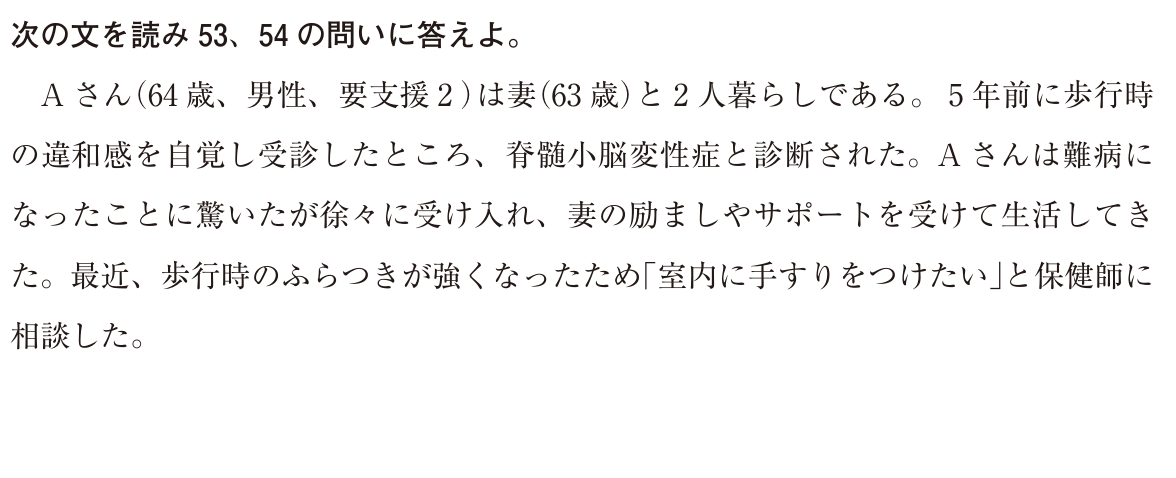 次の文を読み 53、54 の問いに答えよ。
　A さん(64 歳、男性、要支援 2 )は妻(63 歳)と 2 人暮らしである。 5 年前に歩行時
の違和感を自覚し受診したところ、脊髄小脳変性症と診断された。A さんは難病に
なったことに驚いたが徐々に受け入れ、妻の励ましやサポートを受けて生活してき
た。最近、歩行時のふらつきが強くなったため「室内に手すりをつけたい」と保健師に
相談した。